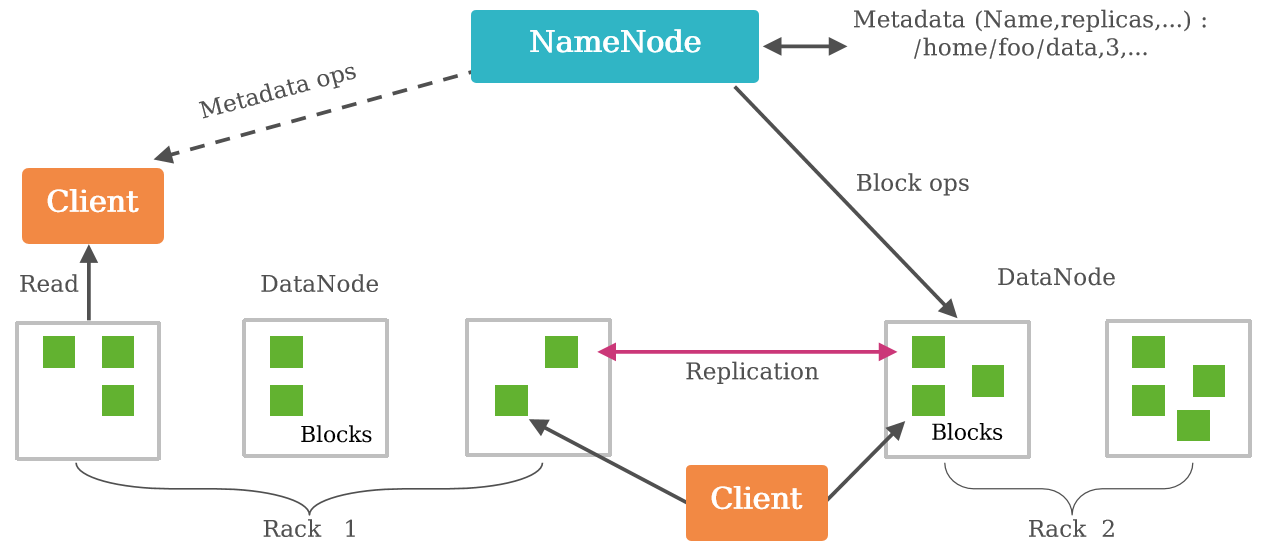 NameNode
Metadata (Name,replicas,...) :
/home/foo/data,3,...
Metadata ops
Client
Block ops
Read
DataNode
DataNode
Replication
Blocks
Blocks
Client
Rack 1
Rack 2